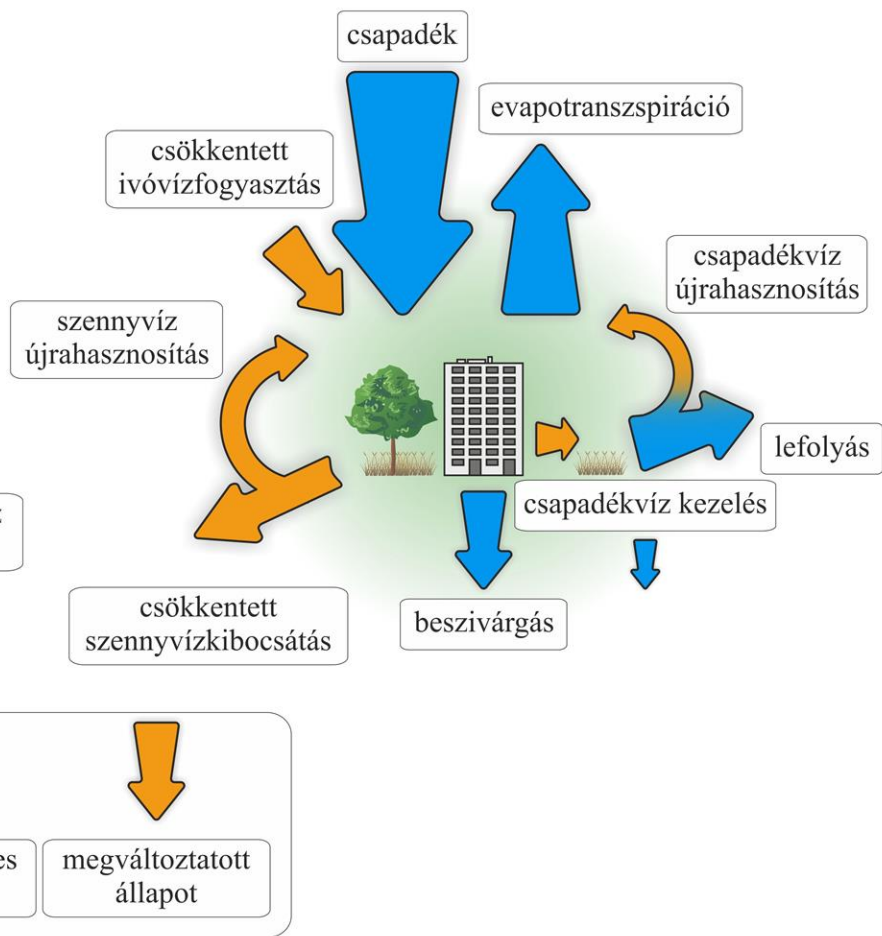 csapadék
evapotranszspiráció
csökkentett
ivóvízfogyasztás
csapadékvíz
újrahasznosítás
szennyvíz
újrahasznosítás
lefolyás
csapadékvíz kezelés
csökkentett
szennyvízkibocsátás
beszivárgás
megváltoztatott
állapot